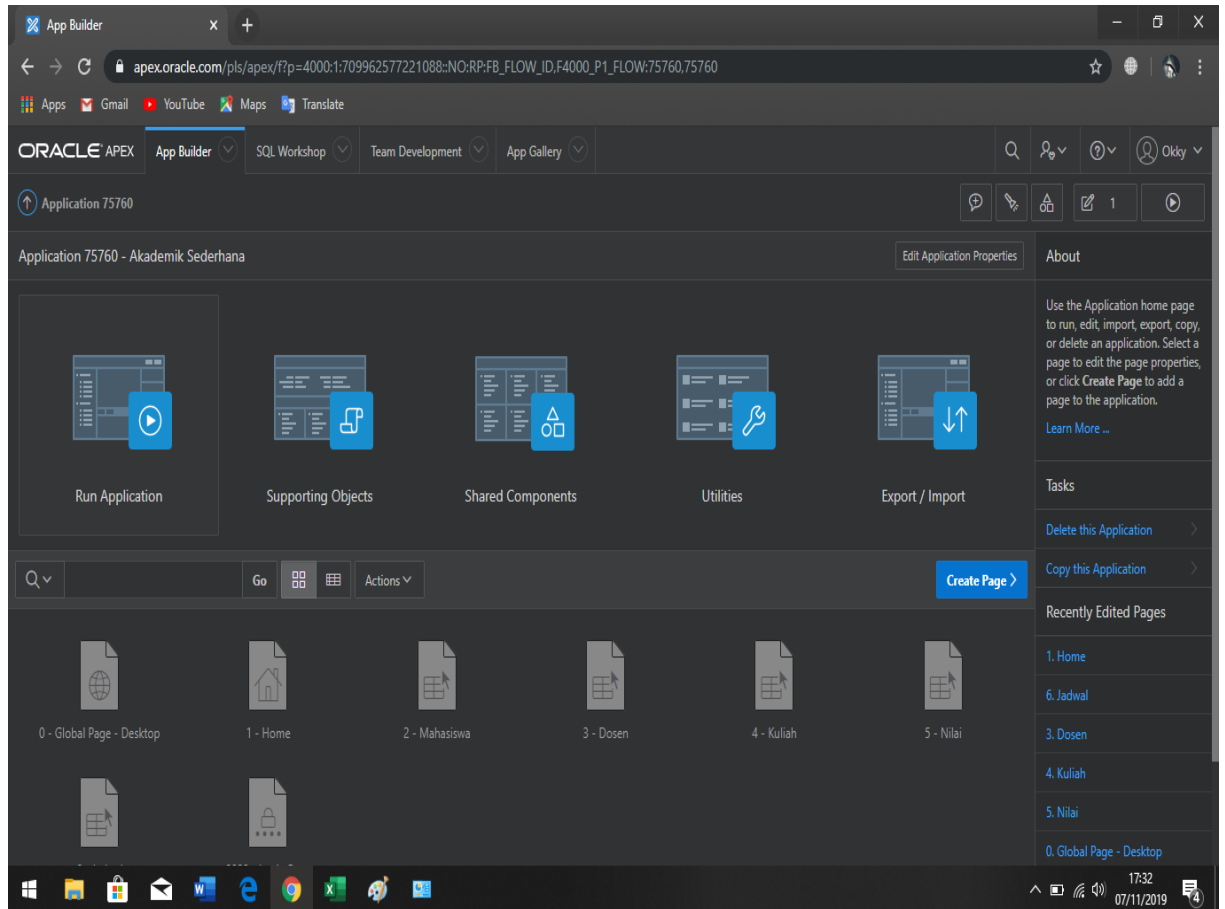 App Builder
apex.oracle.com/pls/apex/f?p=4000:1:709962577221088::NO:RP:FB_FLOW_ID,F4000_P1_FLOW:75760,75760
Apps Gmail YouTube Maps Translate
ORACLE APEX App Builder SQL Workshop Team Development App Gallery Okky
Application 75760 1
Application 75760 - Akademik Sederhana Edit Application Properties
Run Application Supporting Objects Shared Components Utilities Export / Import
Go Actions Create Page
0 - Global Page - Desktop 1 - Home 2 - Mahasiswa 3 - Dosen 4 - Kuliah 5 - Nilai
About
Use the Application home page
to run, edit, import, export, copy,
or delete an application. Select a
page to edit the page properties,
or click Create Page to add a
page to the application.
Learn More ...
Tasks
Delete this Application
Copy this Application
Recently Edited Pages
1. Home
6. Jadwal
3. Dosen
4. Kuliah
5. Nilai
0. Global Page - Desktop
17:32
07/11/2019
4